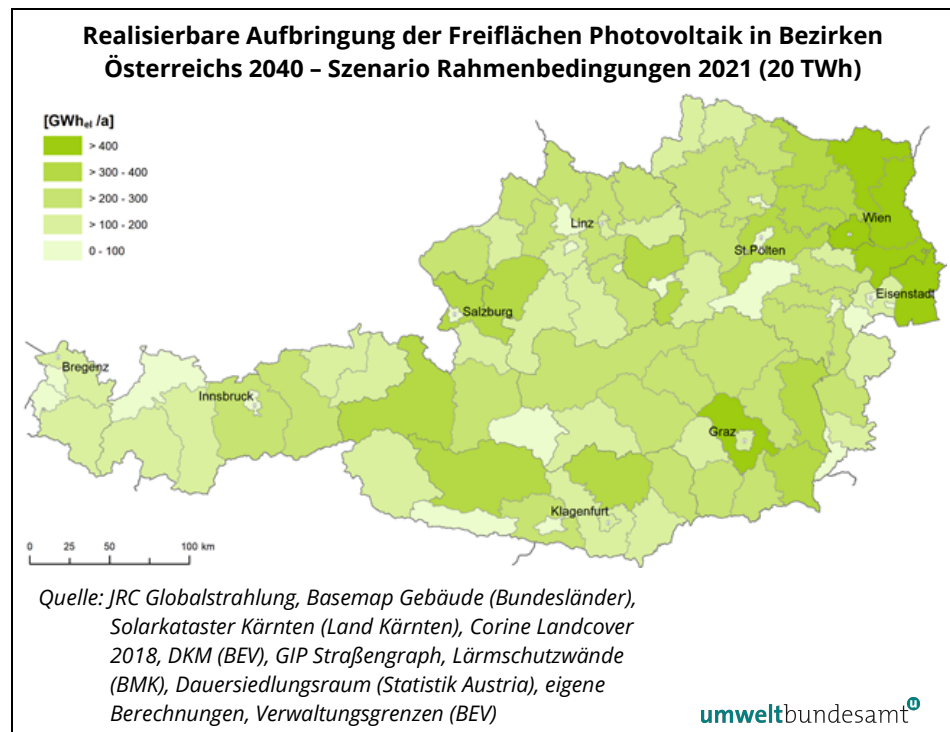 Realisierbare Aufbringung der Freiflächen Photovoltaik in Bezirken
Österreichs 2040 – Szenario Rahmenbedingungen 2021 (20 TWh)
[GWhel /a]
> 400
> 300 - 400
> 200 - 300
> 100 - 200
0 - 100
Wien
Linz
St.Pölten
Eisenstadt
Salzburg
Bregenz
Innsbruck
Graz
Klagenfurt
0 25 50 100 km
Quelle: JRC Globalstrahlung, Basemap Gebäude (Bundesländer),
Solarkataster Kärnten (Land Kärnten), Corine Landcover
2018, DKM (BEV), GIP Straßengraph, Lärmschutzwände
(BMK), Dauersiedlungsraum (Statistik Austria), eigene
Berechnungen, Verwaltungsgrenzen (BEV)
umweltbundesamt u